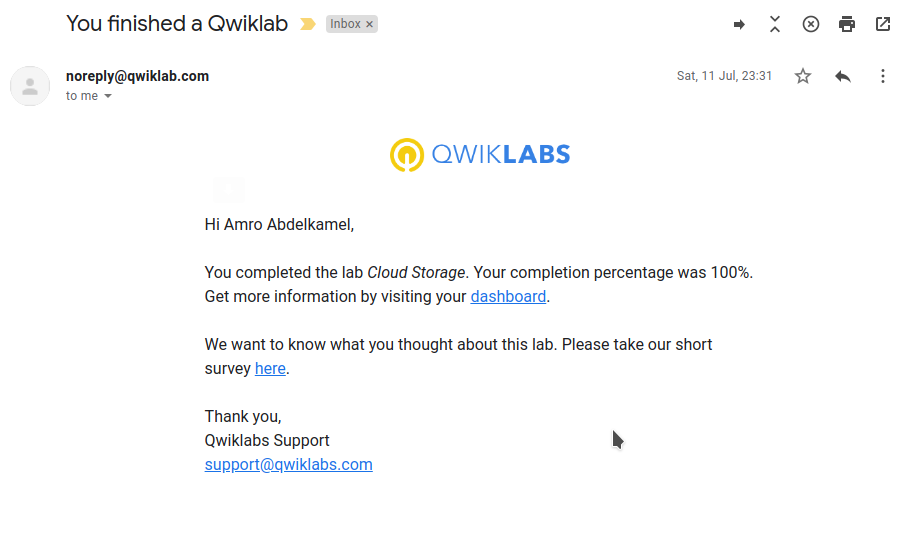 You finished a Qwiklab
Inbox ×
noreply@qwiklab.com
Sat, 11 Jul, 23:31
to me
QWIKLABS
Hi Amro Abdelkamel,
You completed the lab Cloud Storage. Your completion percentage was 100%.
Get more information by visiting your dashboard.
We want to know what you thought about this lab. Please take our short
survey here.
Thank you,
Qwiklabs Support
support@qwiklabs.com